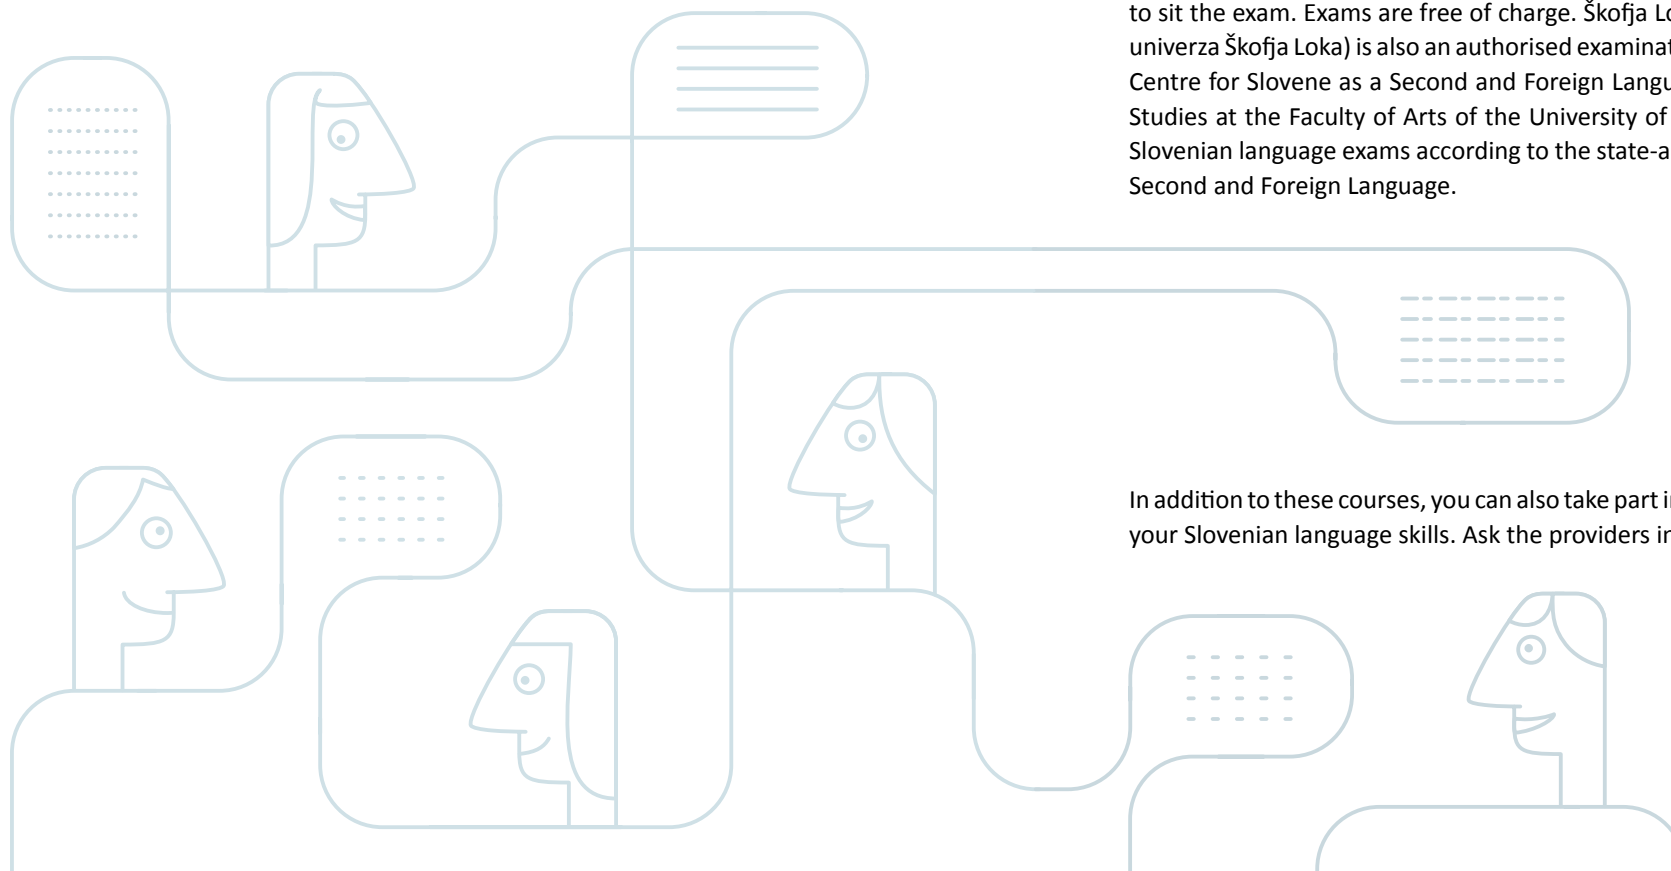 to sit the exam. Exams are free of charge. Škofja Lo
univerza Škofja Loka) is also an authorised examinat
Centre for Slovene as a Second and Foreign Langu
Studies at the Faculty of Arts of the University of
Slovenian language exams according to the state-a
Second and Foreign Language.
In addition to these courses, you can also take part i
your Slovenian language skills. Ask the providers i